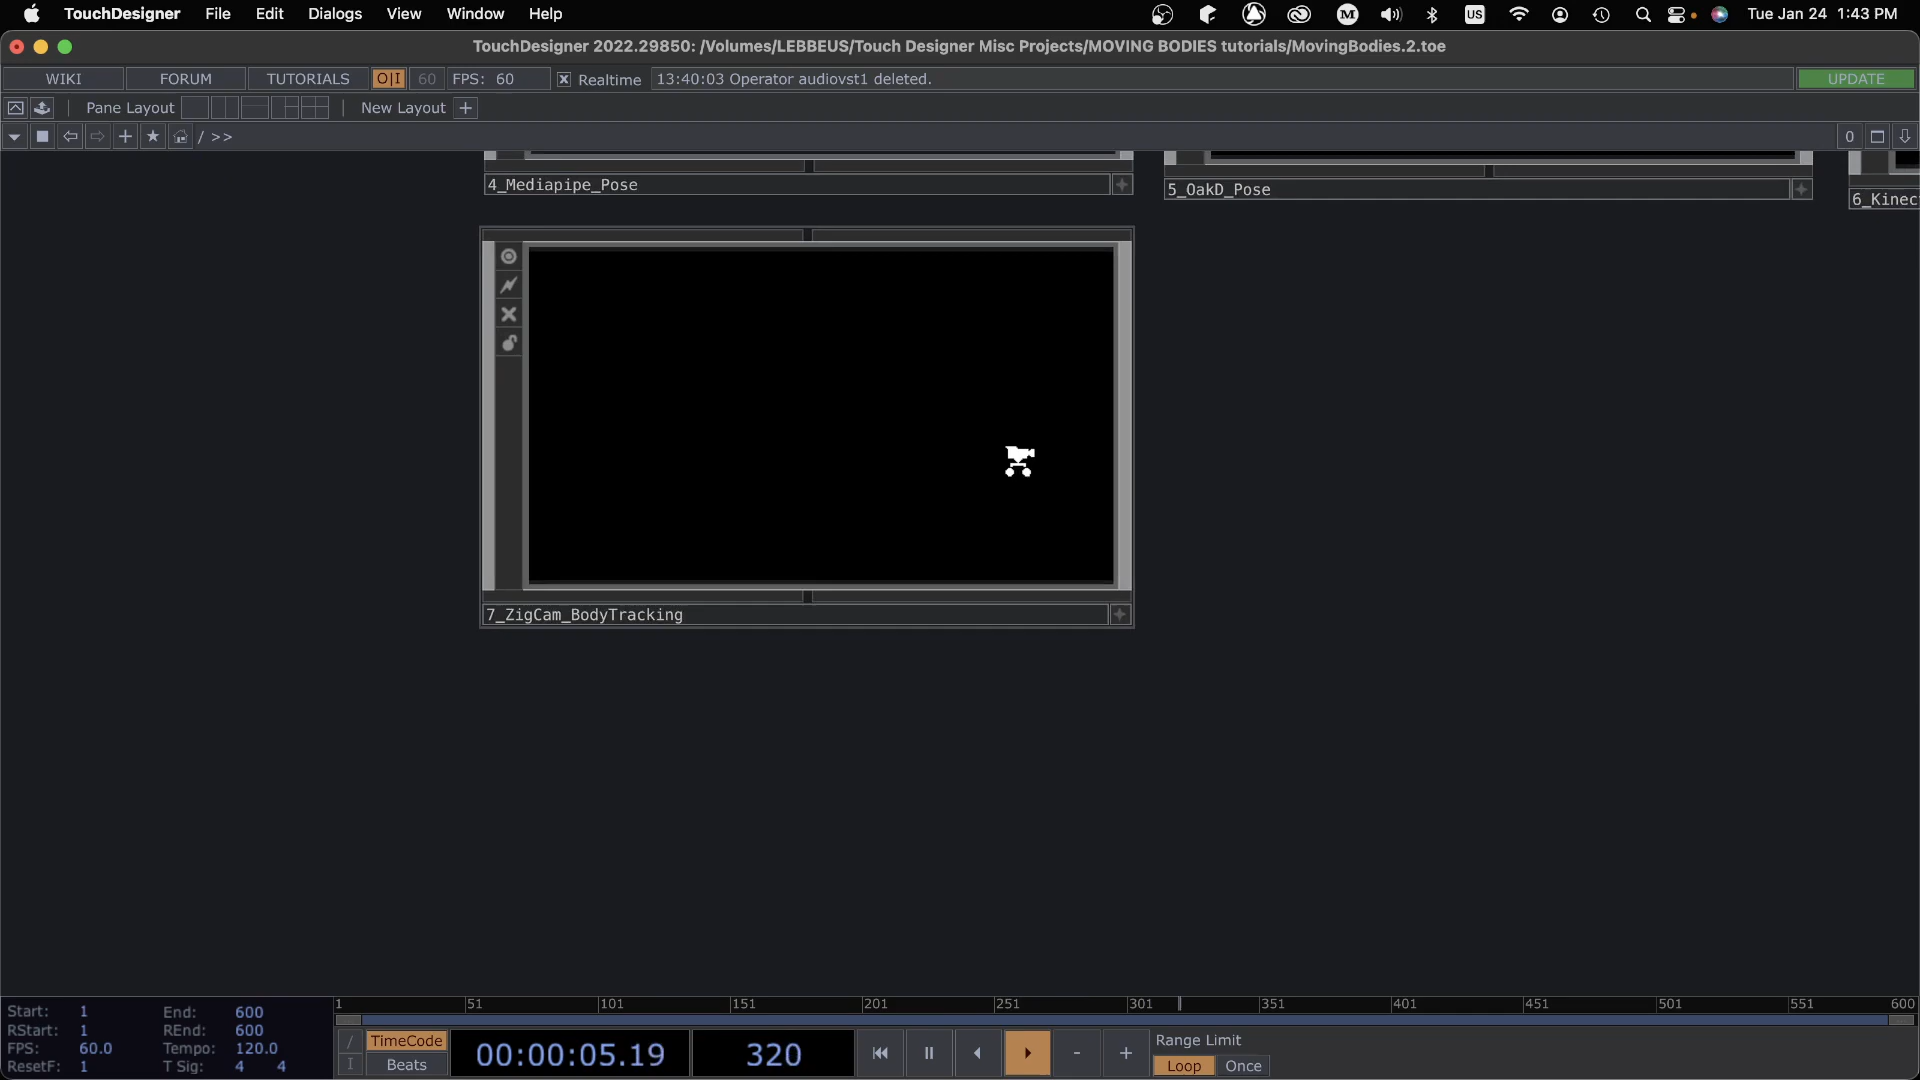 TouchDesigner File Edit Dialogs View Window Help US Tue Jan 24 1:43 PM
TouchDesigner 2022.29850: /Volumes/LEBBEUS/Touch Designer Misc Projects/MOVING BODIES tutorials/MovingBodies.2.toe
WIKI FORUM TUTORIALS O|I 60 FPS: 60 Realtime 13:40:03 Operator audiovst1 deleted. UPDATE
Pane Layout New Layout +
/ >> 0
4_Mediapipe_Pose
5_OakD_Pose
6_Kinec
7_ZigCam_BodyTracking
1 51 101 151 201 251 301 351 401 451 501 551 600
Start: 1 End: 600
RStart: 1 REnd: 600
FPS: 60.0 Tempo: 120.0
ResetF: 1 T Sig: 4 4
/ TimeCode
I Beats
00:00:05.19 320
- +
Range Limit
Loop Once